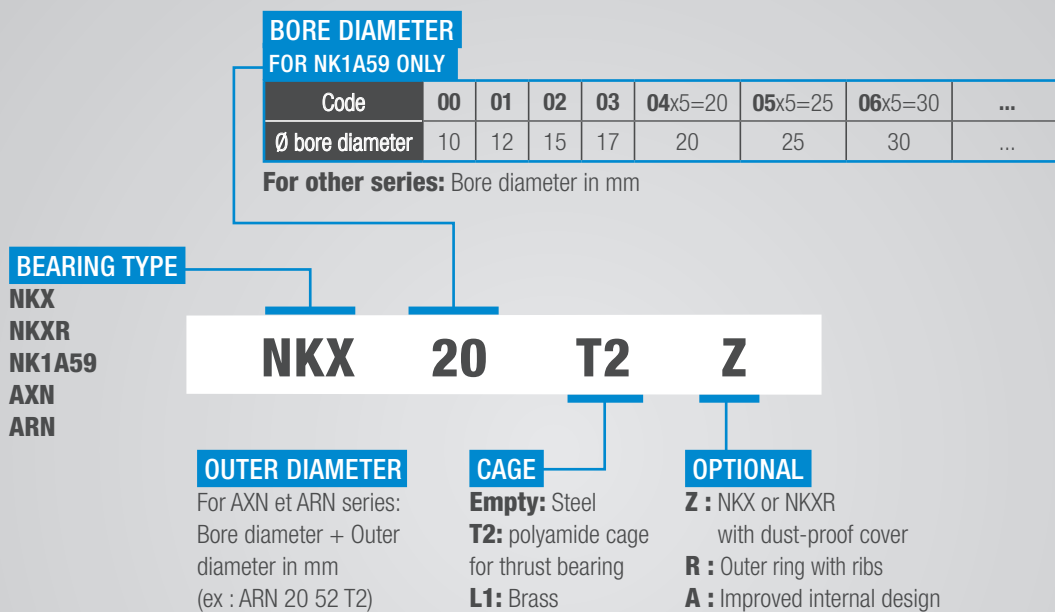 BORE DIAMETER
FOR NK1A59 ONLY
Code 00 01 02 03 04x5=20 05x5=25 06x5=30 ...
Ø bore diameter 10 12 15 17 20 25 30 ...
For other series: Bore diameter in mm
BEARING TYPE
NKX
NKXR
NK1A59
AXN
ARN
NKX 20 T2 Z
OUTER DIAMETER
For AXN et ARN series:
Bore diameter + Outer
diameter in mm
(ex : ARN 20 52 T2)
CAGE
Empty: Steel
T2: polyamide cage
for thrust bearing
L1: Brass
OPTIONAL
Z : NKX or NKXR
with dust-proof cover
R : Outer ring with ribs
A : Improved internal design